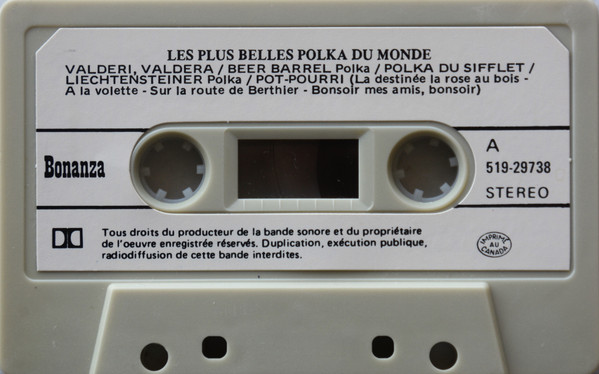 LES PLUS BELLES POLKA DU MONDE
VALDERI, VALDERA / BEER BARREL Polka / POLKA DU SIFFLET /
LIECHTENSTEINER Polka / POT-POURRI (La destinée la rose au bois -
A la volette - Sur la route de Berthier - Bonsoir mes amis, bonsoir)
Bonanza
A
519-29738
STEREO
Tous droits du producteur de la bande sonore et du propriétaire
de l'oeuvre enregistrée réservés. Duplication, exécution publique,
radiodiffusion de cette bande interdites.
IMPRIMÉ
AU
CANADA